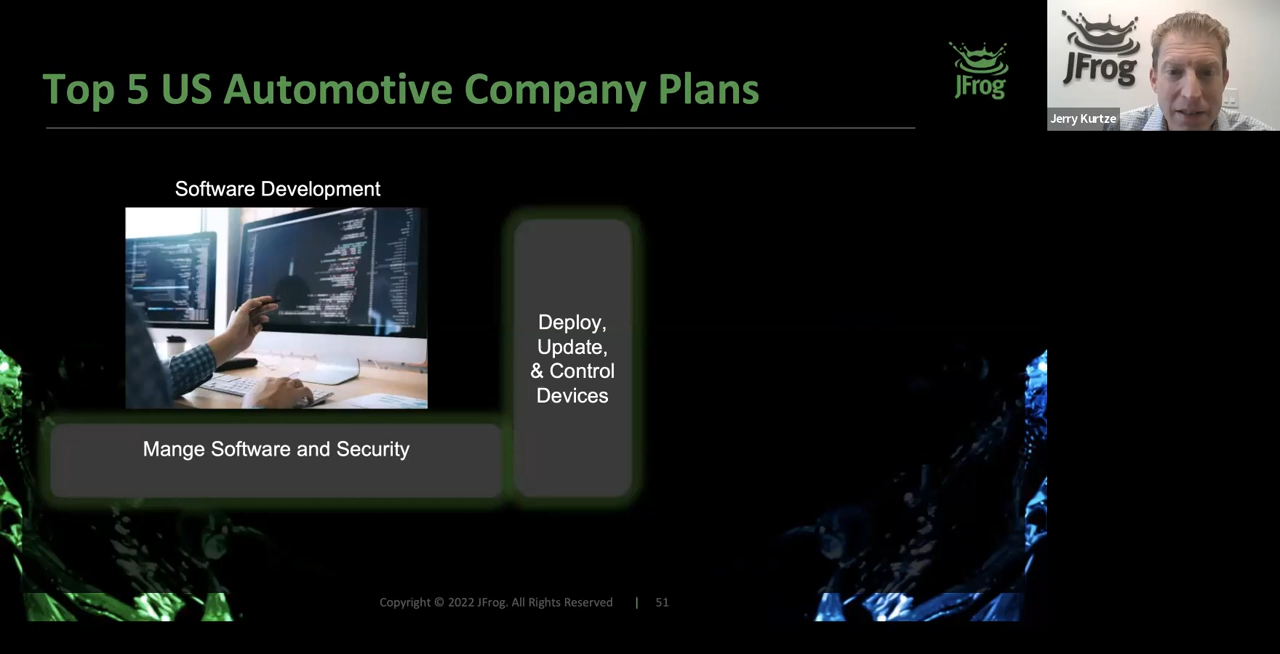 Top 5 US Automotive Company Plans
JFrog
JFrog
Jerry Kurtze
Software Development
Deploy,
Update,
& Control
Devices
Mange Software and Security
Copyright © 2022 JFrog. All Rights Reserved | 51